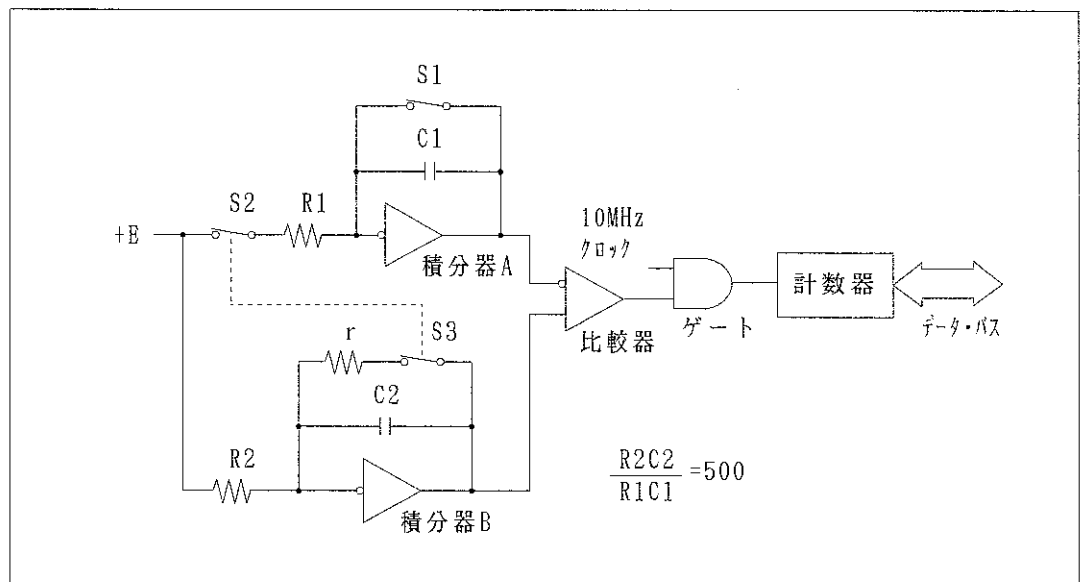 S1
C1
S2
R1
+E
積分器A
10MHz
クロック
比較器
ゲート
計数器
データ・バス
r
S3
C2
R2
積分器B
R2C2
R1C1
=500